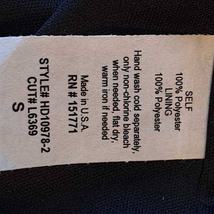 SELF
100% Polyester
LINING
100% Polyester
Hand wash cold separately,
only non-chlorine bleach
when needed, flat dry,
warm iron if needed
Made in U.S.A.
RN # 151771
STYLE# HD10978-2
CUT# L6369
S